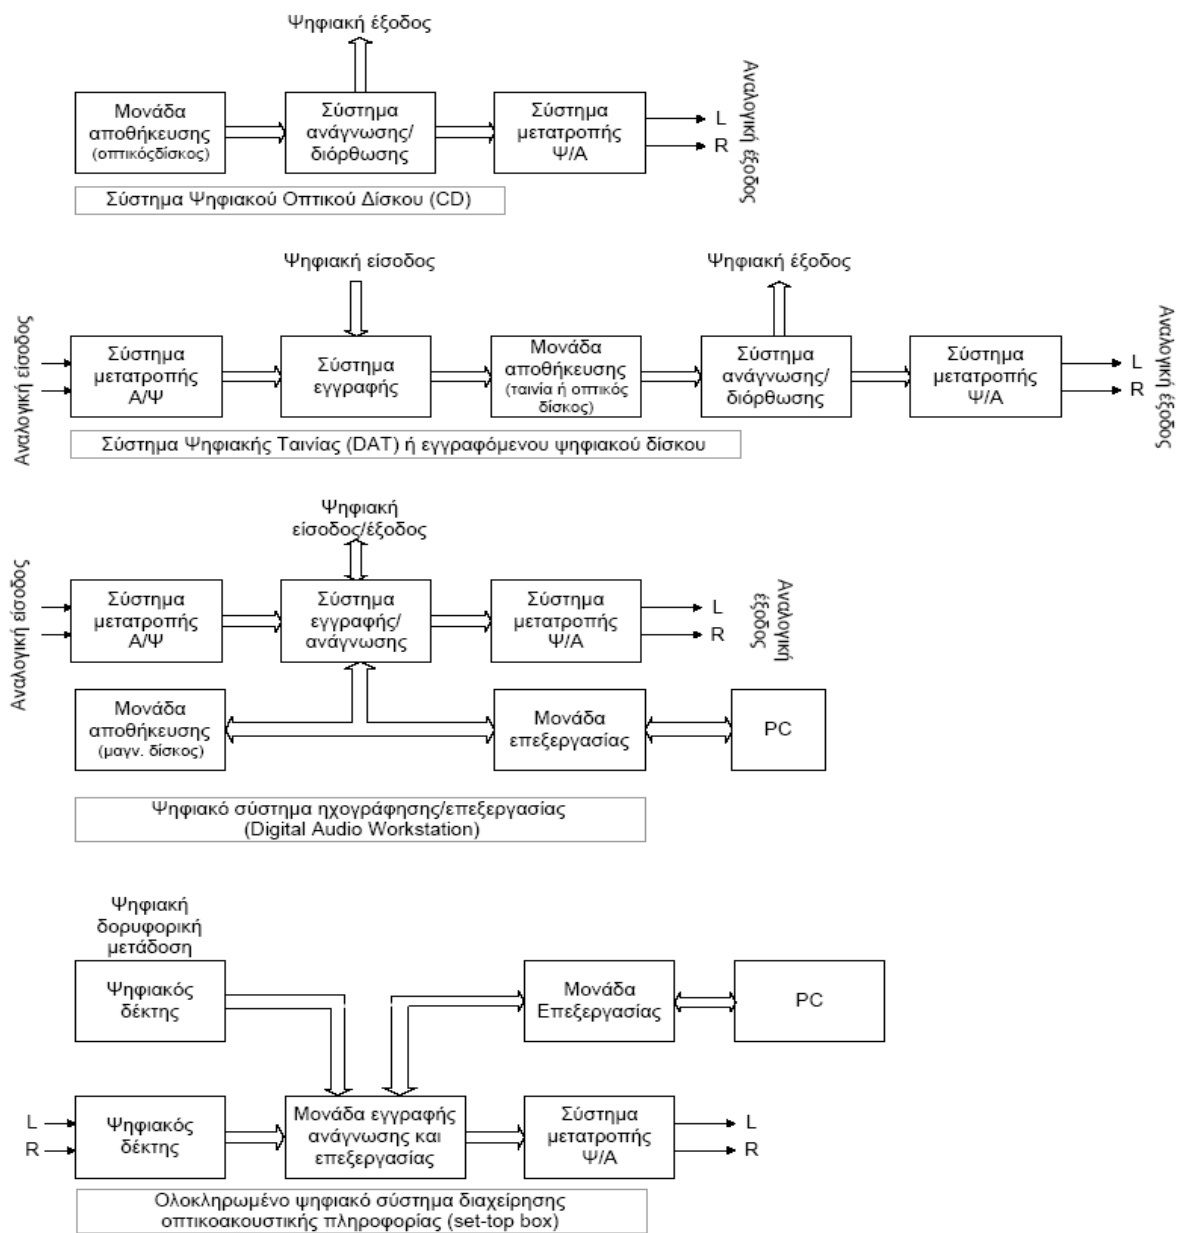 Ψηφιακή έξοδος
Μονάδα
αποθήκευσης
(οπτικόςδίσκος)
Σύστημα
ανάγνωσης/
διόρθωσης
Σύστημα
μετατροπής
Ψ/Α
L
R
Αναλογική έξοδος
Σύστημα Ψηφιακού Οπτικού Δίσκου (CD)
Ψηφιακή είσοδος
Ψηφιακή έξοδος
Αναλογική είσοδος
Σύστημα
μετατροπής
Α/Ψ
Σύστημα
εγγραφής
Μονάδα
αποθήκευσης
(ταινία ή οπτικός
δίσκος)
Σύστημα
ανάγνωσης/
διόρθωσης
Σύστημα
μετατροπής
Ψ/Α
L
R
Αναλογική έξοδος
Σύστημα Ψηφιακής Ταινίας (DAT) ή εγγραφόμενου ψηφιακού δίσκου
Ψηφιακή
είσοδος/έξοδος
Αναλογική είσοδος
Σύστημα
μετατροπής
Α/Ψ
Σύστημα
εγγραφής/
ανάγνωσης
Σύστημα
μετατροπής
Ψ/Α
L
R
Αναλογική
έξοδος
Μονάδα
αποθήκευσης
(μαγν. δίσκος)
Μονάδα
επεξεργασίας
PC
Ψηφιακό σύστημα ηχογράφησης/επεξεργασίας
(Digital Audio Workstation)
Ψηφιακή
δορυφορική
μετάδοση
Ψηφιακός
δέκτης
Μονάδα
Επεξεργασίας
PC
L
R
Ψηφιακός
δέκτης
Μονάδα εγγραφής
ανάγνωσης και
επεξεργασίας
Σύστημα
μετατροπής
Ψ/Α
L
R
Ολοκληρωμένο ψηφιακό σύστημα διαχείρησης
οπτικοακουστικής πληροφορίας (set-top box)